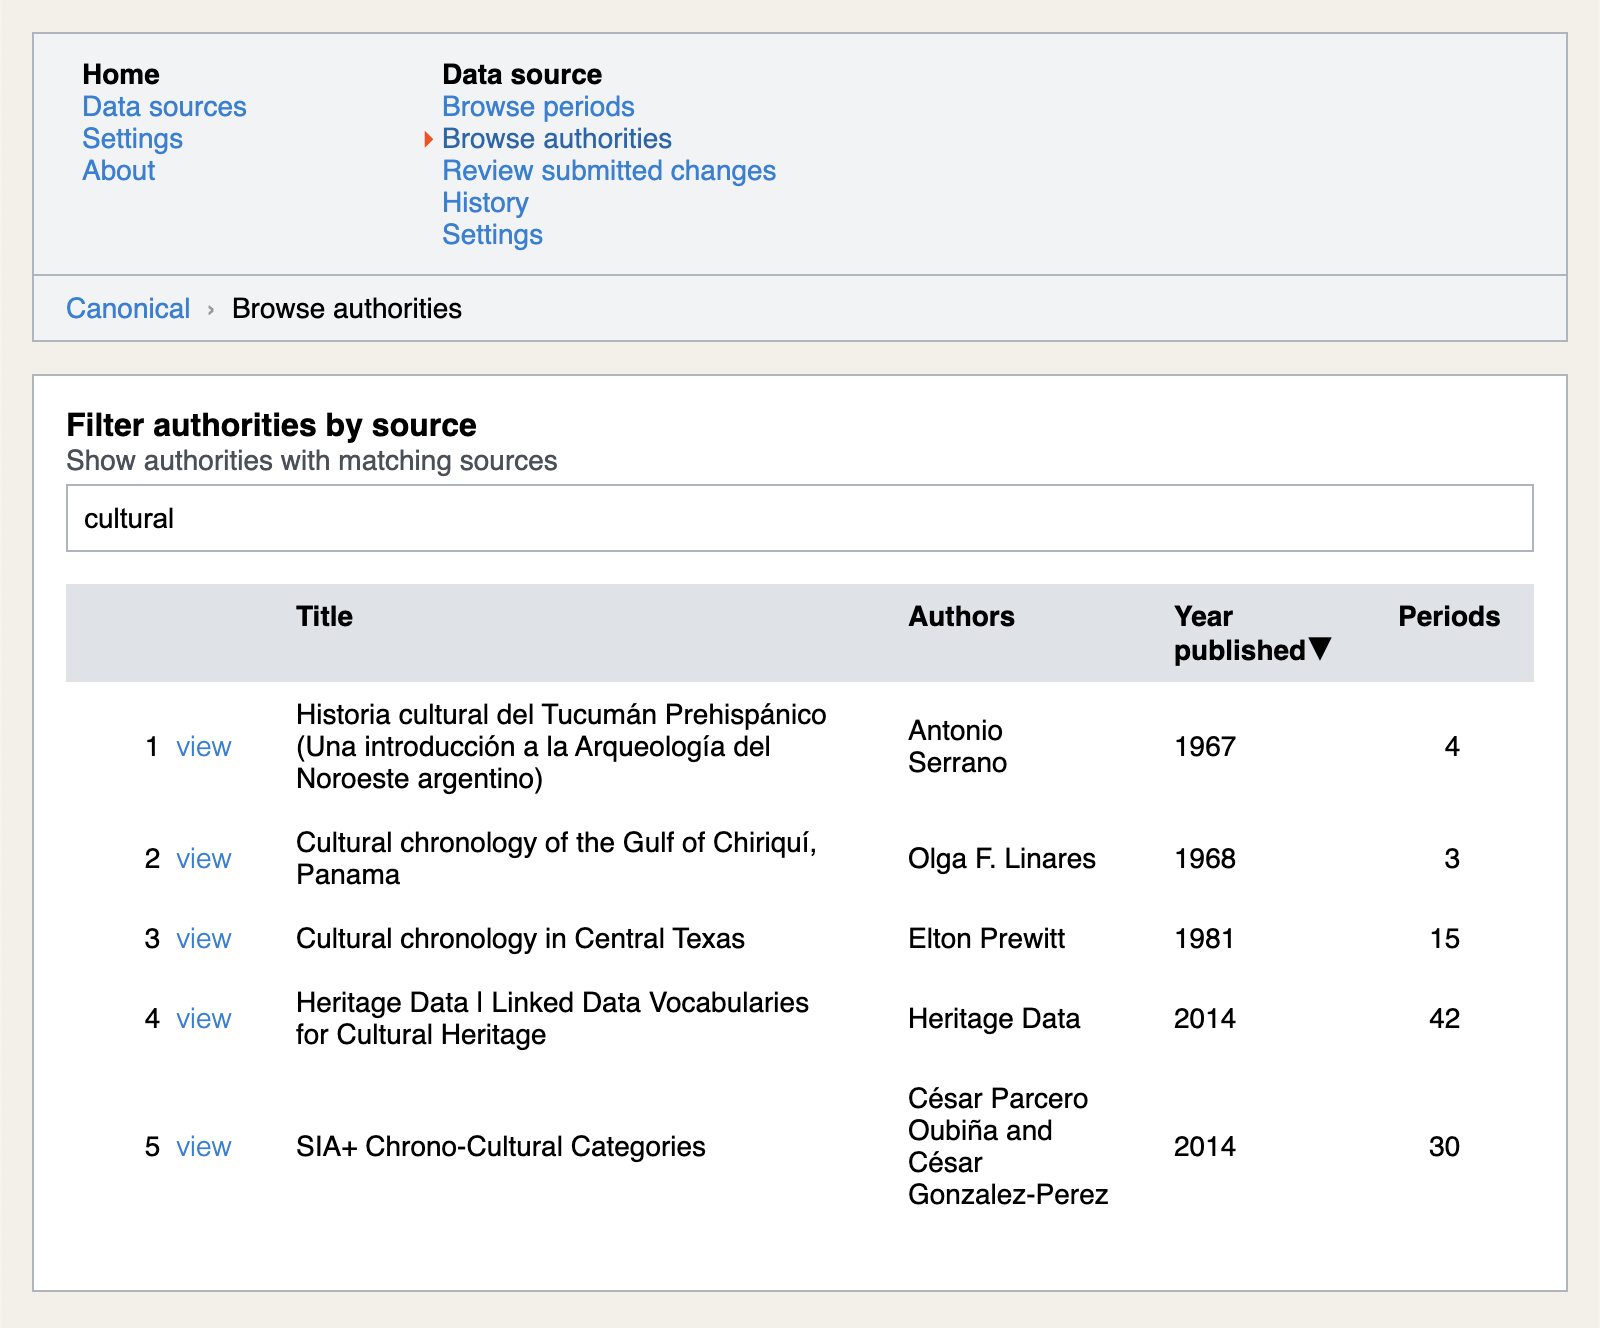 Home
Data sources
Settings
About
Data source
Browse periods
Browse authorities
Review submitted changes
History
Settings
Canonical › Browse authorities
Filter authorities by source
Show authorities with matching sources
cultural
Title Authors Year published▼ Periods
1 view Historia cultural del Tucumán Prehispánico
(Una introducción a la Arqueología del
Noroeste argentino)
Antonio
Serrano
1967 4
2 view Cultural chronology of the Gulf of Chiriquí,
Panama
Olga F. Linares 1968 3
3 view Cultural chronology in Central Texas Elton Prewitt 1981 15
4 view Heritage Data | Linked Data Vocabularies
for Cultural Heritage
Heritage Data 2014 42
5 view SIA+ Chrono-Cultural Categories
César Parcero
Oubiña and
César
Gonzalez-Perez
2014 30